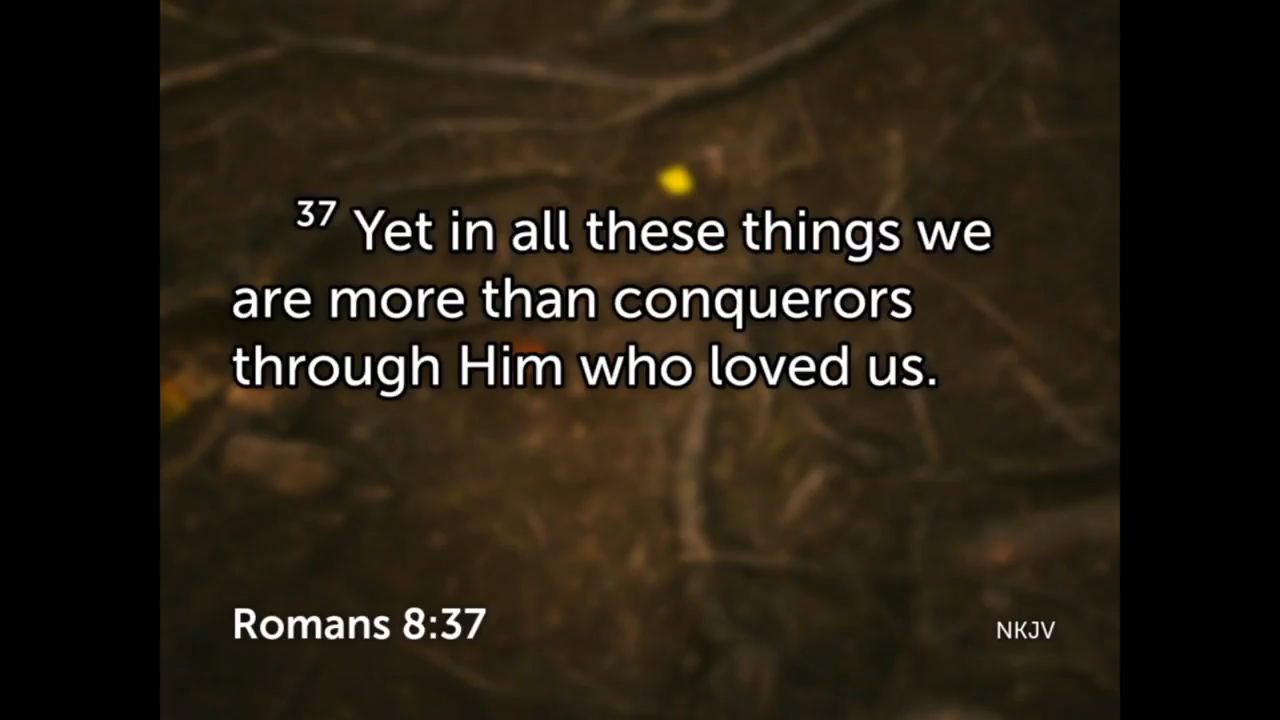 37 Yet in all these things we
are more than conquerors
through Him who loved us.
Romans 8:37
NKJV